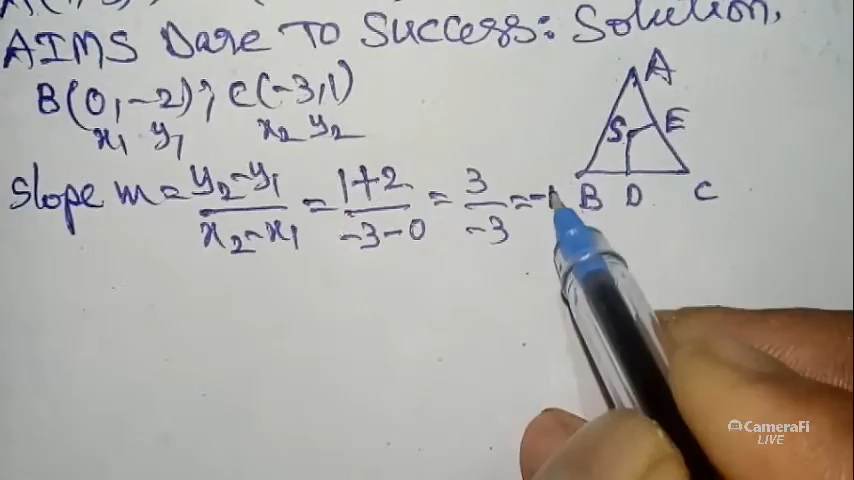 AIMS Dare To Success: Solution,
B(0,-2); C(-3,1)
x₁ y₁ x₂ y₂
A
S E
B D C
Slope m = y₂-y₁/x₂-x₁ = 1+2/-3-0 = 3/-3 = -1
CameraFi
LIVE